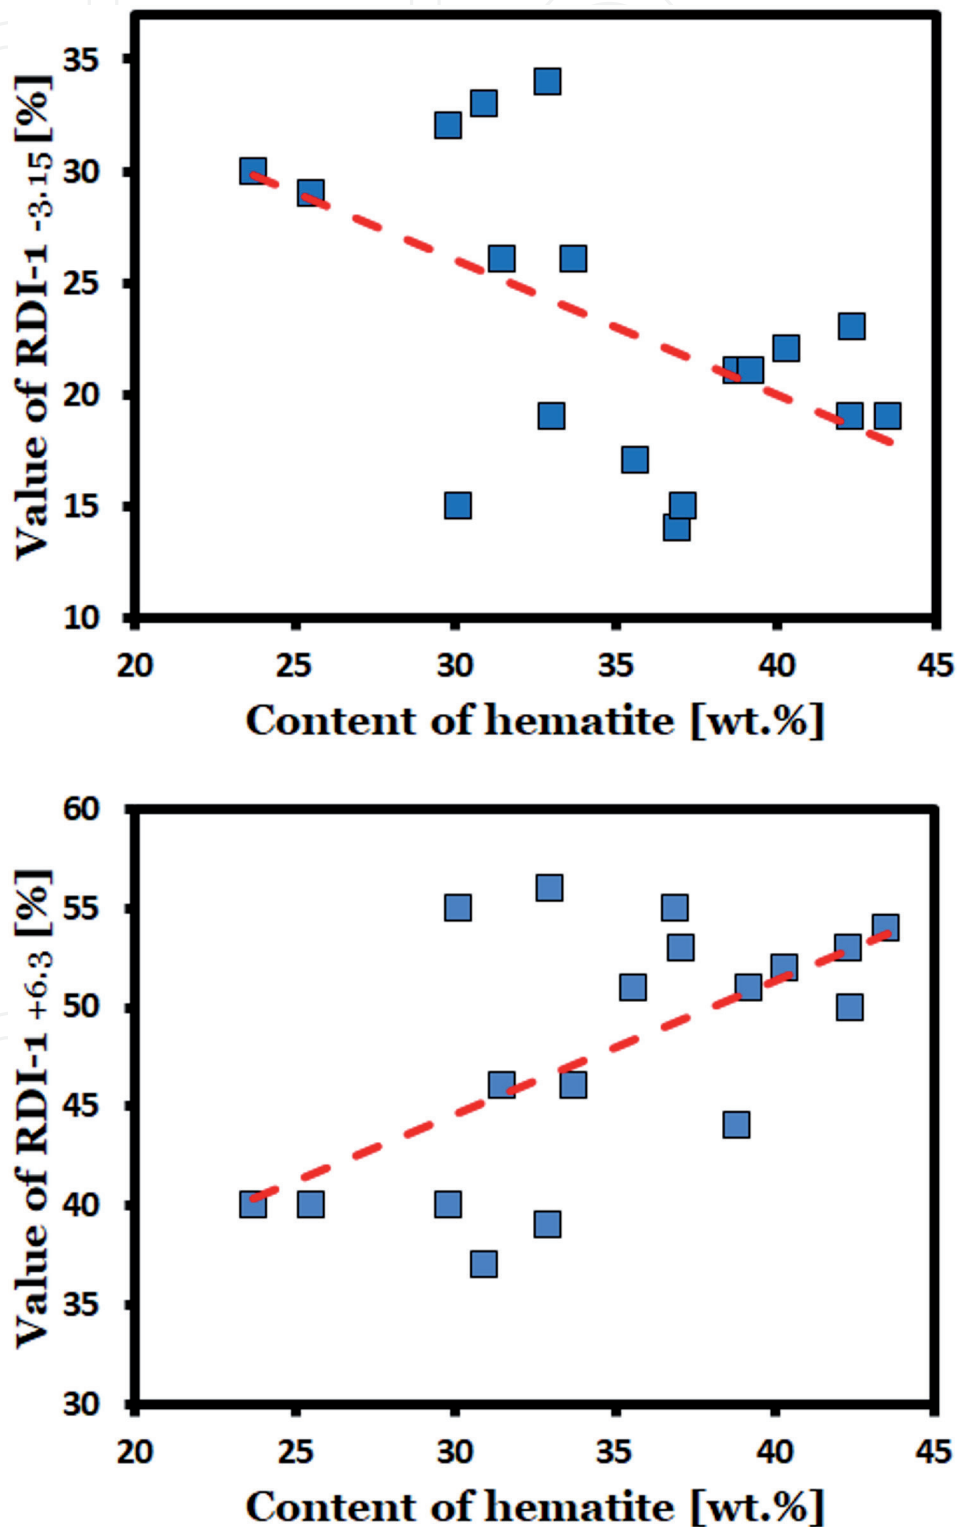 Value of RDI-1 -3.15 [%]
35
30
25
20
15
10
20 25 30 35 40 45
Content of hematite [wt.%]
Value of RDI-1 +6.3 [%]
60
55
50
45
40
35
30
20 25 30 35 40 45
Content of hematite [wt.%]